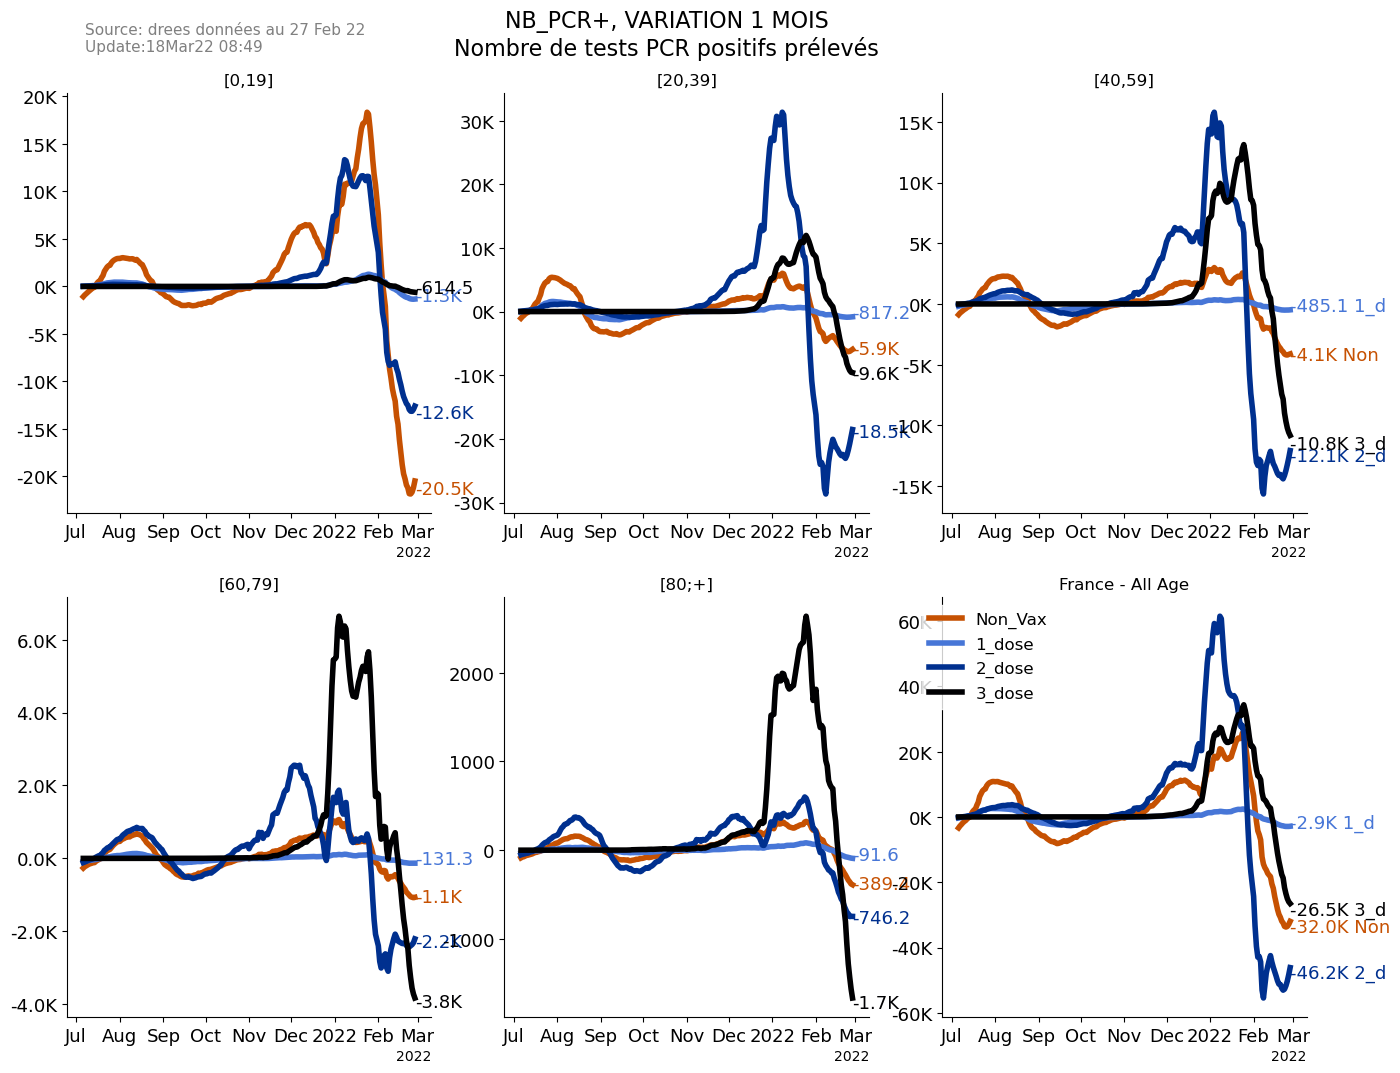 Source: drees données au 27 Feb 22
Update:18Mar22 08:49
NB_PCR+, VARIATION 1 MOIS
Nombre de tests PCR positifs prélevés
[0,19]
20K
15K
10K
5K
0K
-5K
-10K
-15K
-20K
-614.5
-1.3K
-12.6K
-20.5K
Jul Aug Sep Oct Nov Dec 2022 Feb Mar
2022
[20,39]
30K
20K
10K
0K
-10K
-20K
-30K
-817.2
-5.9K
-9.6K
-18.5K
Jul Aug Sep Oct Nov Dec 2022 Feb Mar
2022
[40,59]
15K
10K
5K
0K
-5K
-10K
-15K
-485.1 1_d
-4.1K Non
-10.8K 3_d
-12.1K 2_d
Jul Aug Sep Oct Nov Dec 2022 Feb Mar
2022
[60,79]
6.0K
4.0K
2.0K
0.0K
-2.0K
-4.0K
-131.3
-1.1K
-2.2K
-3.8K
Jul Aug Sep Oct Nov Dec 2022 Feb Mar
2022
[80;+]
2000
1000
0
-1000
-91.6
-389.4
-746.2
-1.7K
Jul Aug Sep Oct Nov Dec 2022 Feb Mar
2022
France - All Age
Non_Vax
1_dose
2_dose
3_dose
60K
40K
20K
0K
-20K
-40K
-60K
-2.9K 1_d
-26.5K 3_d
-32.0K Non
-46.2K 2_d
Jul Aug Sep Oct Nov Dec 2022 Feb Mar
2022